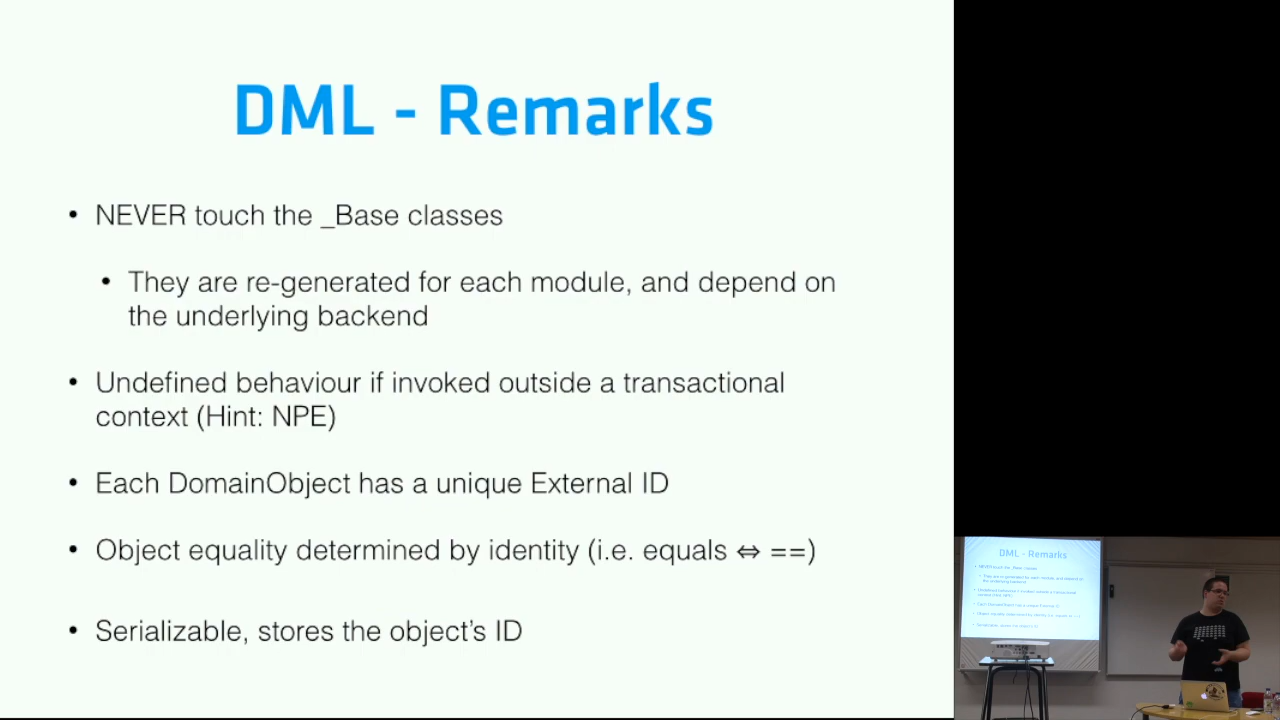 DML - Remarks
• NEVER touch the _Base classes
• They are re-generated for each module, and depend on
the underlying backend
• Undefined behaviour if invoked outside a transactional
context (Hint: NPE)
• Each DomainObject has a unique External ID
• Object equality determined by identity (i.e. equals ⇔ ==)
• Serializable, stores the object's ID
DML - Remarks